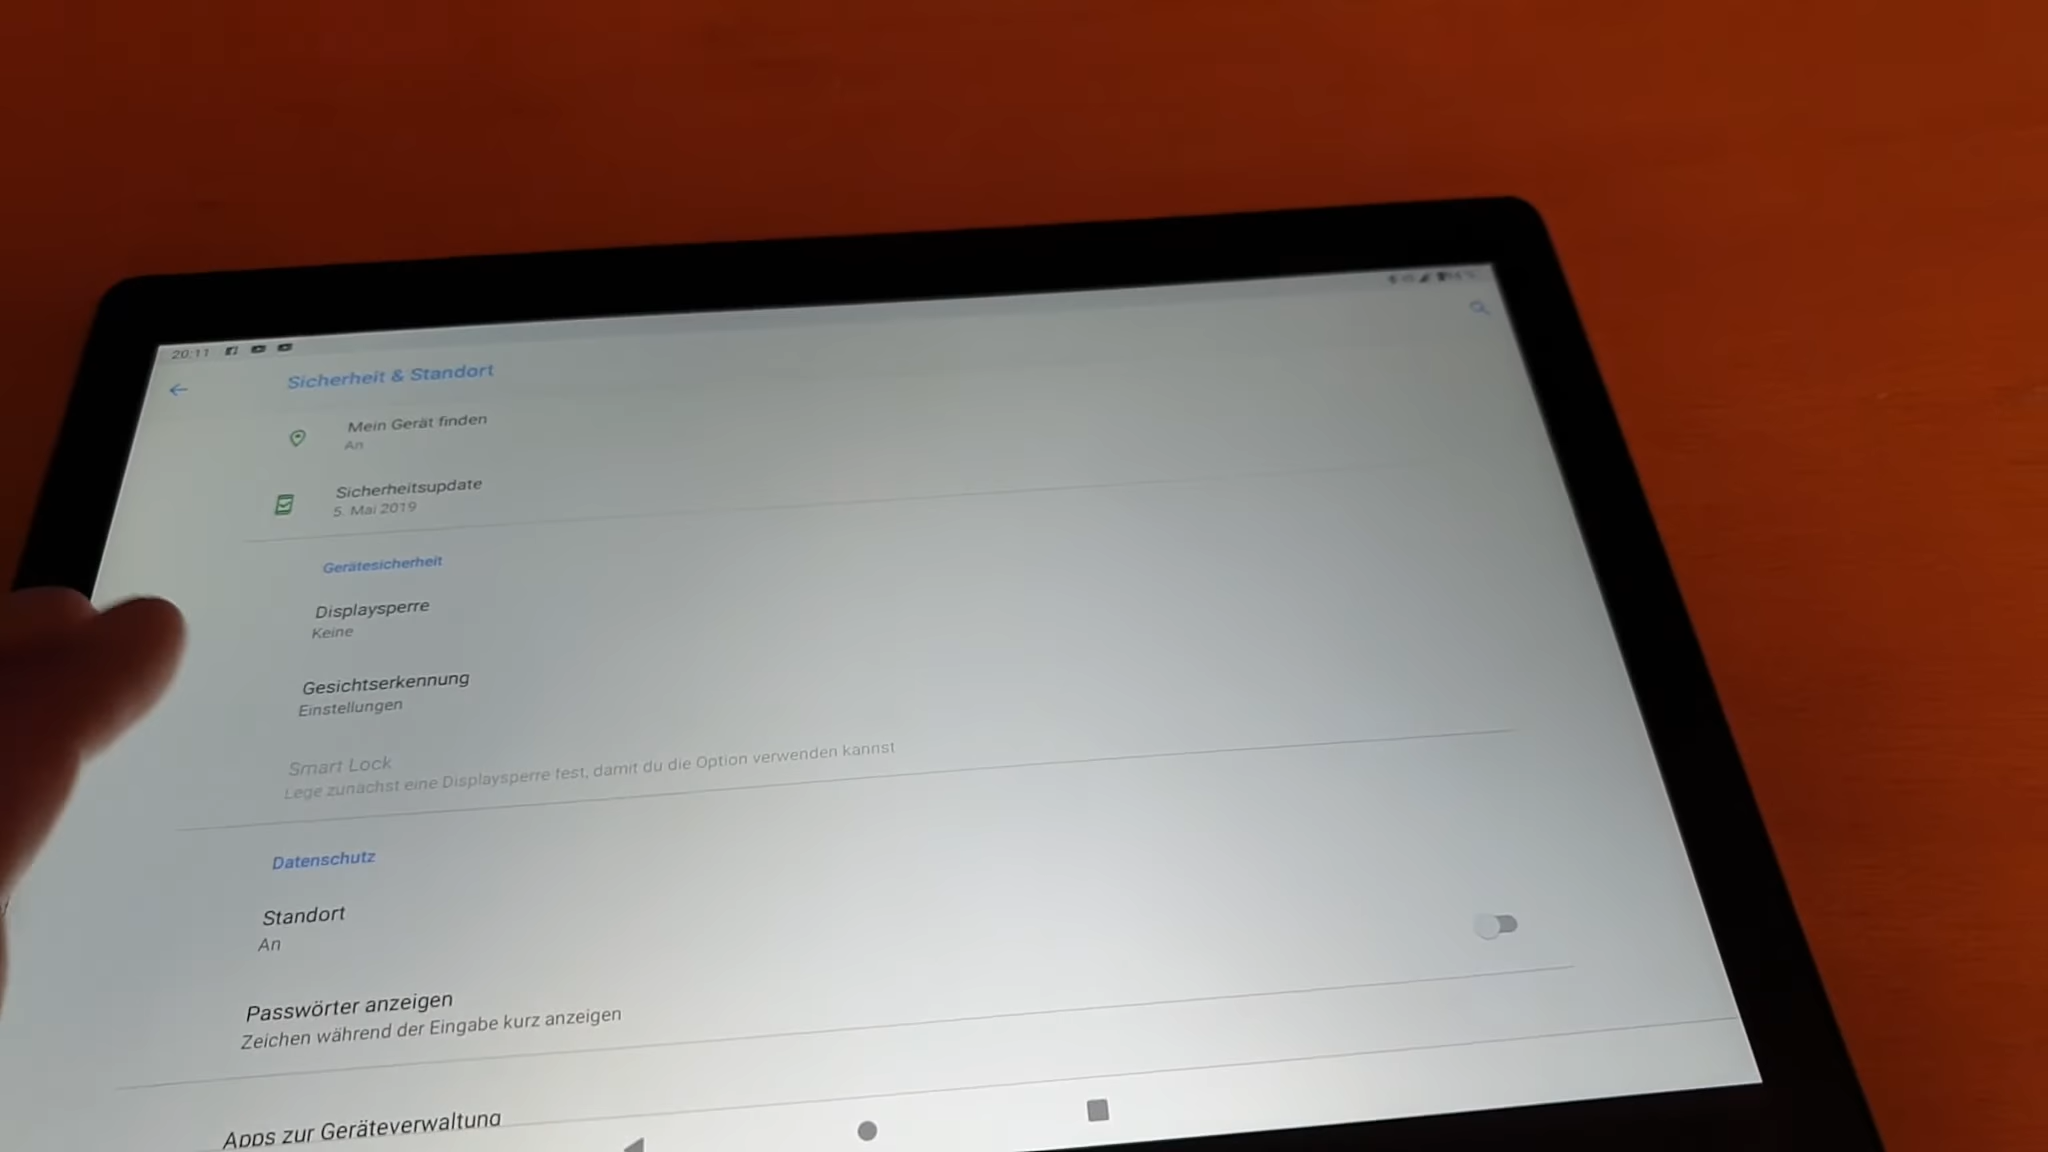 20:11
Sicherheit & Standort
Mein Gerät finden
An
Sicherheitsupdate
5. Mai 2019
Gerätesicherheit
Displaysperre
Keine
Gesichtserkennung
Einstellungen
Smart Lock
Lege zunächst eine Displaysperre fest, damit du die Option verwenden kannst
Datenschutz
Standort
An
Passwörter anzeigen
Zeichen während der Eingabe kurz anzeigen
Apps zur Geräteverwaltung